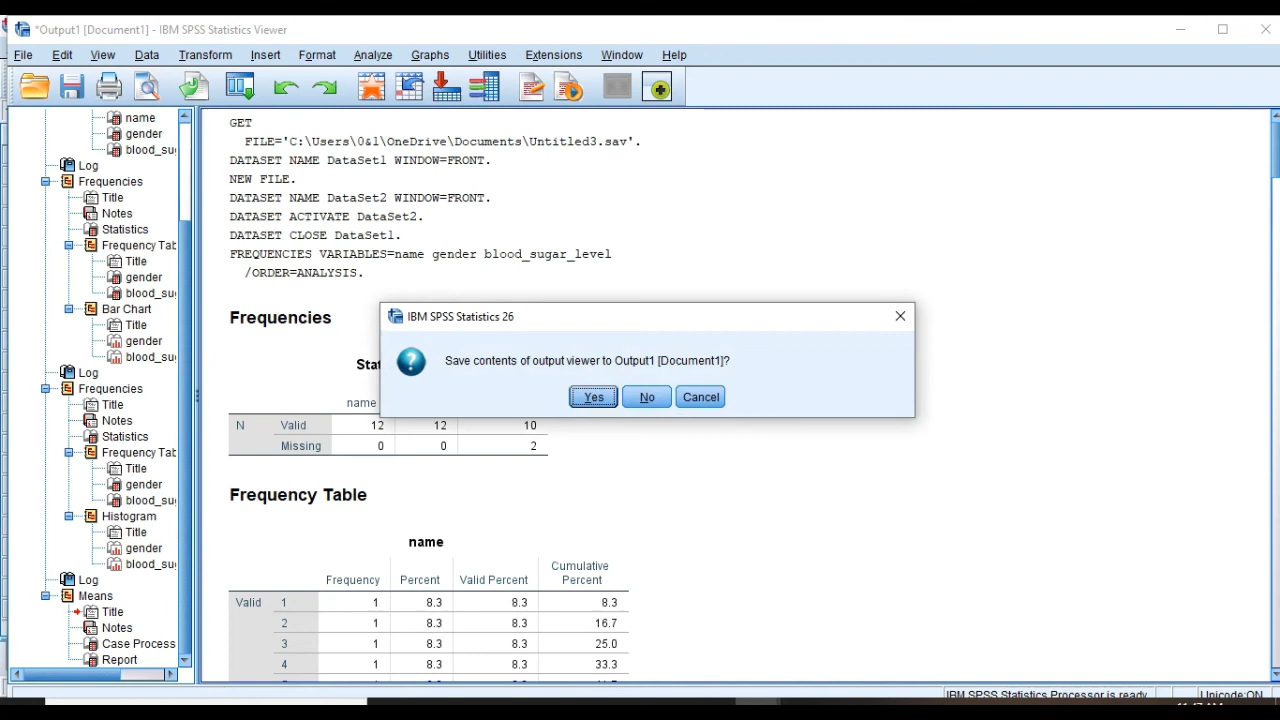 *Output1 [Document1] - IBM SPSS Statistics Viewer
File Edit View Data Transform Insert Format Analyze Graphs Utilities Extensions Window Help
name
gender
blood_su
Log
Frequencies
Title
Notes
Statistics
Frequency Tab
Title
gender
blood_su
Bar Chart
Title
gender
blood_su
Log
Frequencies
Title
Notes
Statistics
Frequency Tab
Title
gender
blood_su
Histogram
Title
gender
blood_su
Log
Means
Title
Notes
Case Process
Report
GET
FILE='C:\Users\0&1\OneDrive\Documents\Untitled3.sav'.
DATASET NAME DataSet1 WINDOW=FRONT.
NEW FILE.
DATASET NAME DataSet2 WINDOW=FRONT.
DATASET ACTIVATE DataSet2.
DATASET CLOSE DataSet1.
FREQUENCIES VARIABLES=name gender blood_sugar_level
/ORDER=ANALYSIS.
Frequencies
Stat
name
N Valid 12 12 10
Missing 0 0 2
IBM SPSS Statistics 26
Save contents of output viewer to Output1 [Document1]?
Yes No Cancel
Frequency Table
name
Frequency Percent Valid Percent Cumulative Percent
Valid 1 1 8.3 8.3 8.3
2 1 8.3 8.3 16.7
3 1 8.3 8.3 25.0
4 1 8.3 8.3 33.3
IBM SPSS Statistics Processor is ready Unicode:ON